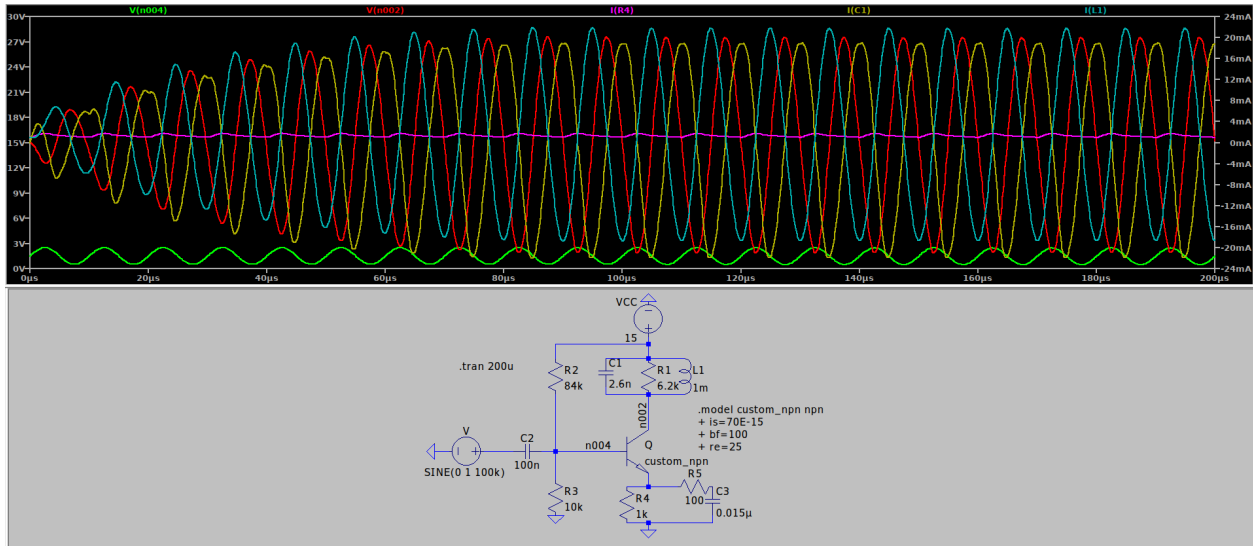 V(n004) V(n002) I(R4) I(C1) I(L1)
30V 24mA
27V 20mA
24V 16mA
21V 12mA
18V 8mA
4mA
15V 0mA
12V -4mA
9V -8mA
-12mA
6V -16mA
3V -20mA
0V -24mA
0µs 20µs 40µs 60µs 80µs 100µs 120µs 140µs 160µs 180µs 200µs
VCC
15
.tran 200u
R2
84k
C1
2.6n
R1
6.2k
L1
1m
n002
.model custom_npn npn
+ is=70E-15
+ bf=100
+ re=25
V
SINE(0 1 100k)
C2
100n
n004
Q
custom_npn
R3
10k
R4
1k
R5
100
C3
0.015µ